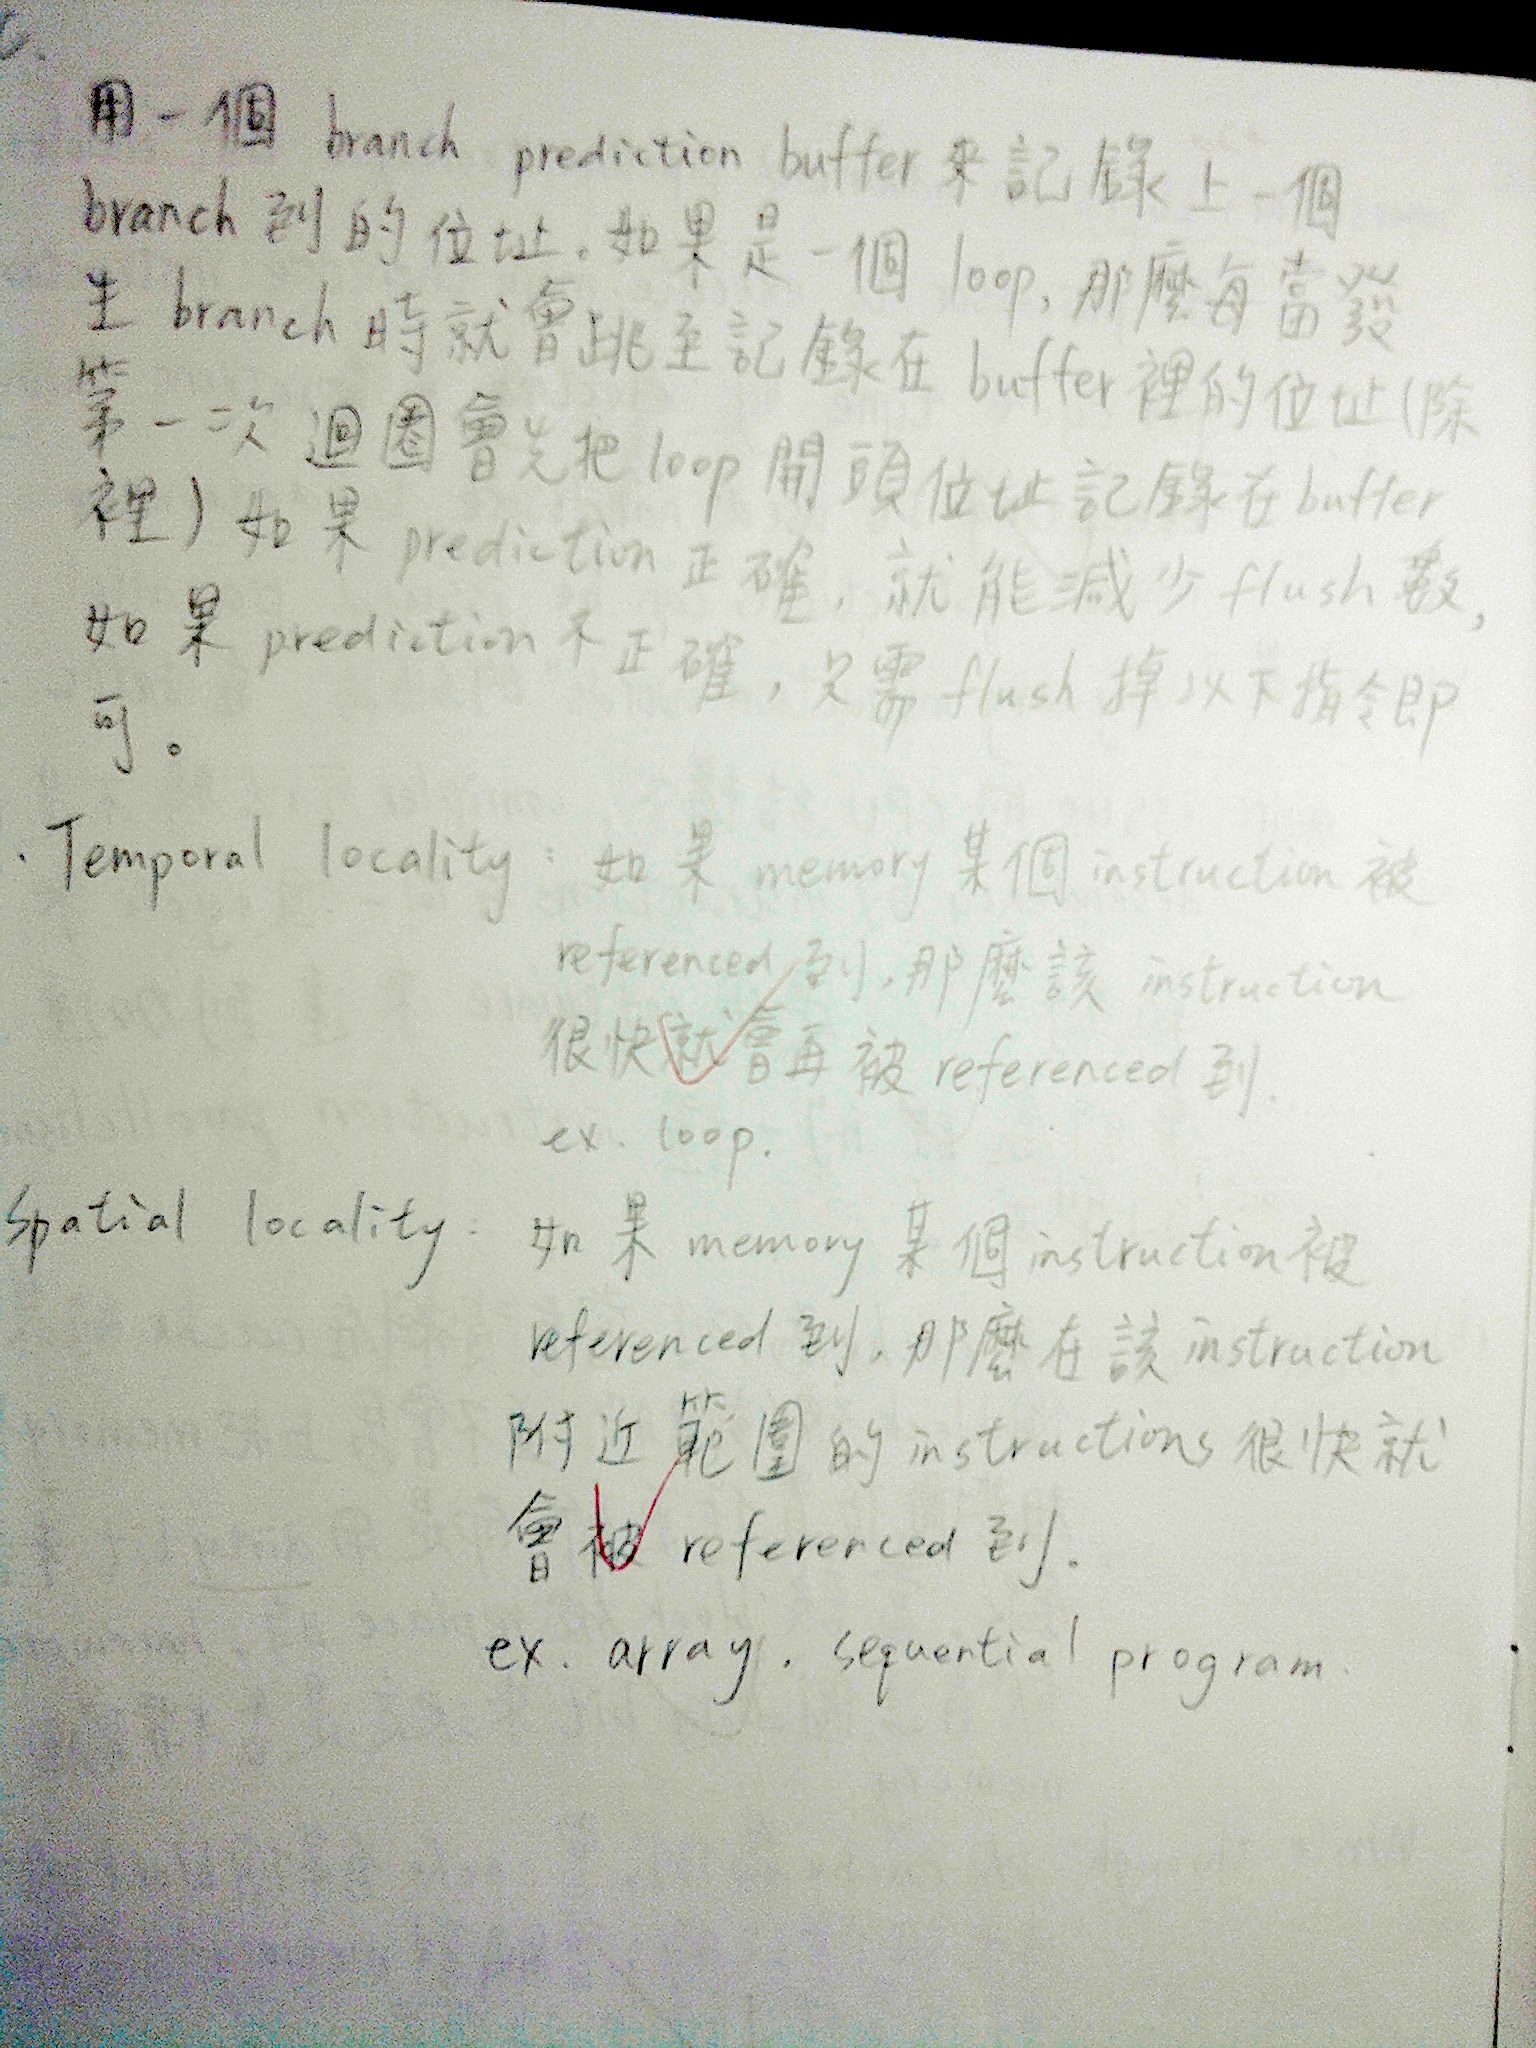 用一個 branch prediction buffer 來記錄上一個
branch 到的位址。如果是一個 loop, 那麼每當發
生 branch 時就會跳至記錄在 buffer 裡的位址(除
第一次迴圈會先把 loop 開頭位址記錄在 buffer
裡) 如果 prediction 正確, 就能減少 flush 數,
如果 prediction 不正確, 只需 flush 掉以下指令即
可。
. Temporal locality: 如果 memory 某個 instruction 被
referenced 到, 那麼該 instruction
很快就會再被 referenced 到.
ex. loop.
Spatial locality: 如果 memory 某個 instruction 被
referenced 到, 那麼在該 instruction
附近範圍的 instructions 很快就
會被 referenced 到.
ex. array, sequential program.